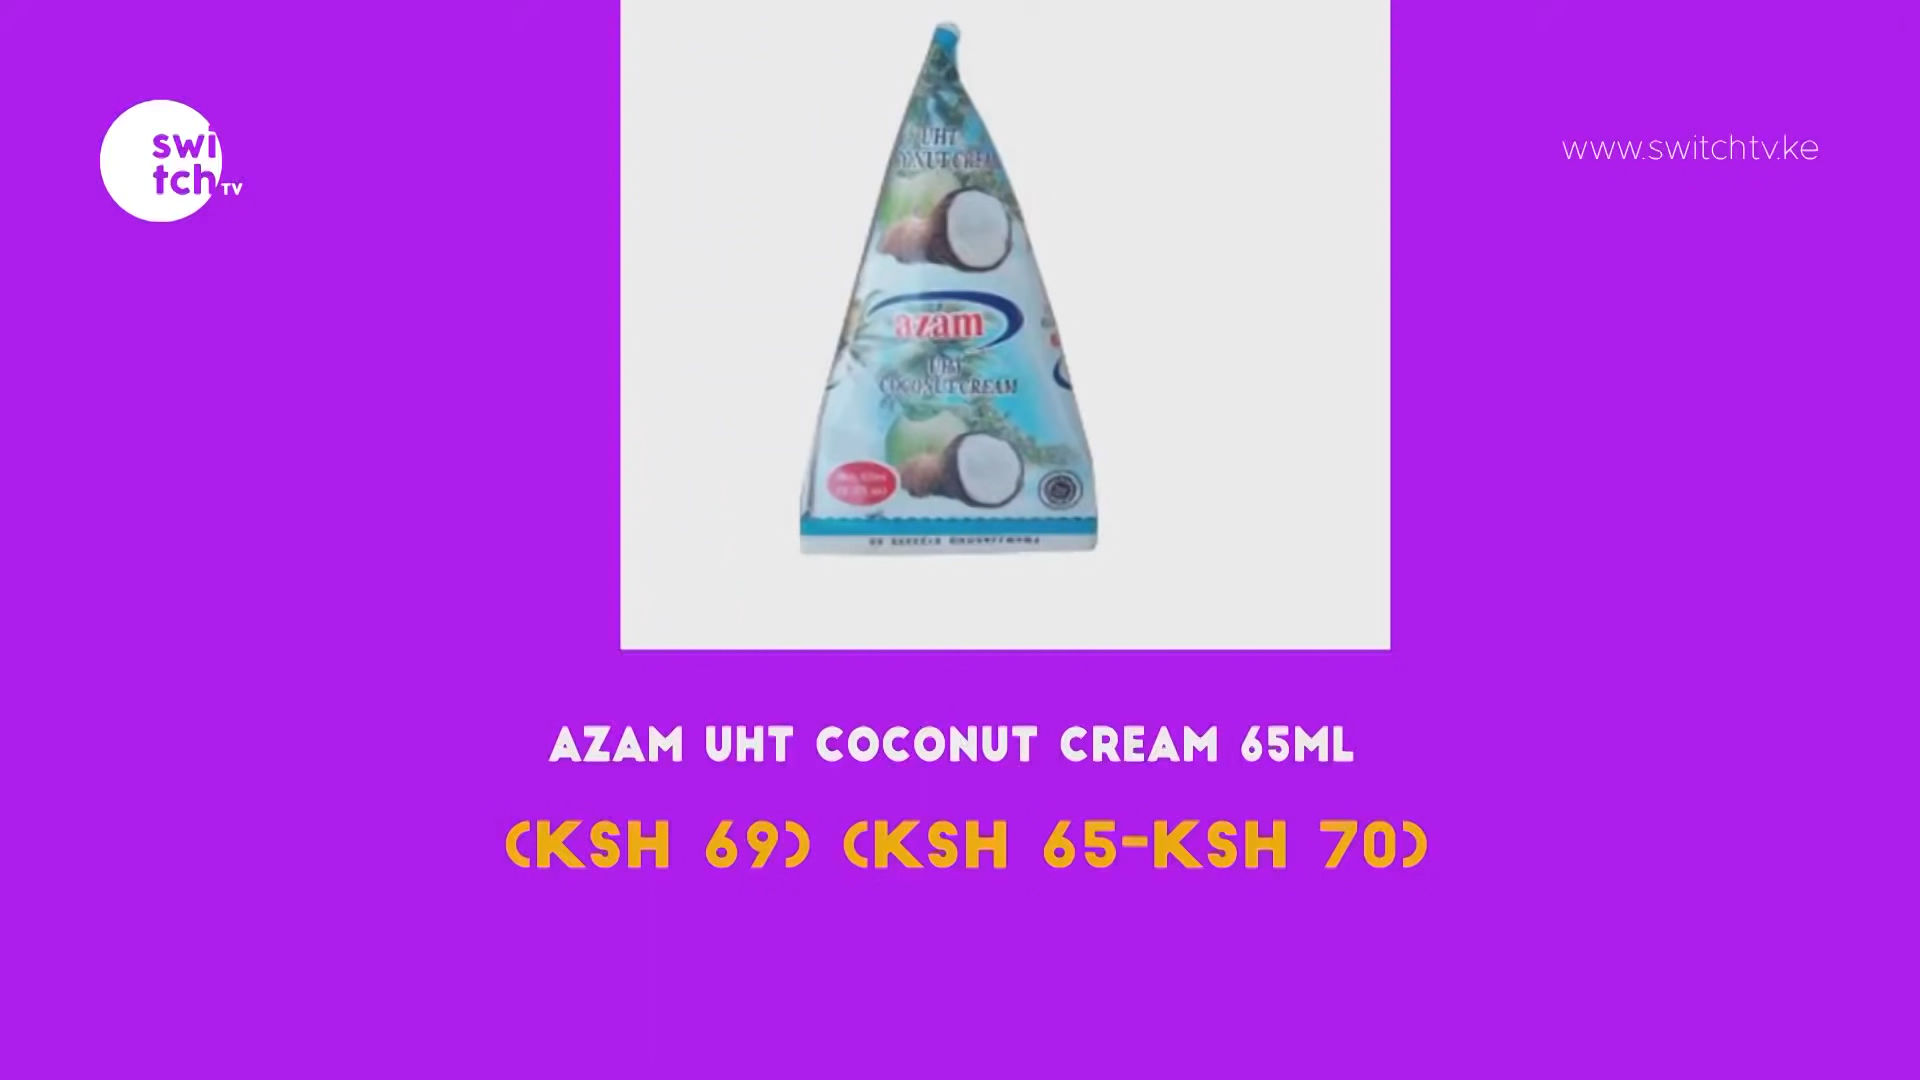 swi
tch TV
www.switchtv.ke
UHT
azam
UHT
COCONUT CREAM
AZAM UHT COCONUT CREAM 65ML
(KSH 69) (KSH 65-KSH 70)